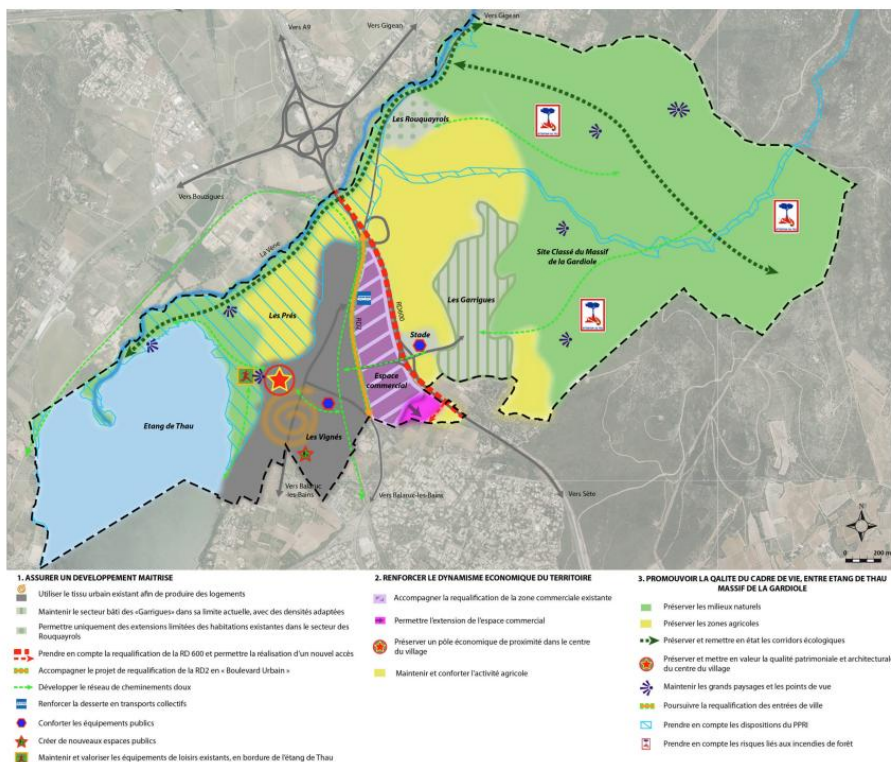 Vers Gigean
Vers A9
Vers Gigean
Les Rouquayrols
Vers Bouzigues
La Vène
Site Classé du Massif
de la Gardiole
Les Prés
RD2
RD600
Les Garrigues
Stade
Espace
commercial
Etang de Thau
Les Vignés
Vers Balaruc
-les-Bains
Vers Balaruc-les-Bains
Vers Sète
N
0
200 m
1. ASSURER UN DEVELOPPEMENT MAITRISE
Utiliser le tissu urbain existant afin de produire des logements
Maintenir le secteur bâti des «Garrigues» dans sa limite actuelle, avec des densités adaptées
Permettre uniquement des extensions limitées des habitations existantes dans le secteur des
Rouquayrols
Prendre en compte la requalification de la RD 600 et permettre la réalisation d'un nouvel accès
Accompagner le projet de requalification de la RD2 en « Boulevard Urbain »
Développer le réseau de cheminements doux
Renforcer la desserte en transports collectifs
Conforter les équipements publics
Créer de nouveaux espaces publics
Maintenir et valoriser les équipements de loisirs existants, en bordure de l'étang de Thau
2. RENFORCER LE DYNAMISME ECONOMIQUE DU TERRITOIRE
Accompagner la requalification de la zone commerciale existante
Permettre l'extension de l'espace commercial
Préserver un pôle économique de proximité dans le centre
du village
Maintenir et conforter l'activité agricole
3. PROMOUVOIR LA QALITE DU CADRE DE VIE, ENTRE ETANG DE THAU
MASSIF DE LA GARDIOLE
Préserver les milieux naturels
Préserver les zones agricoles
Préserver et remettre en état les corridors écologiques
Préserver et mettre en valeur la qualité patrimoniale et architecturale
du centre du village
Maintenir les grands paysages et les points de vue
Poursuivre la requalification des entrées de ville
Prendre en compte les dispositions du PPRI
Prendre en compte les risques liés aux incendies de forêt